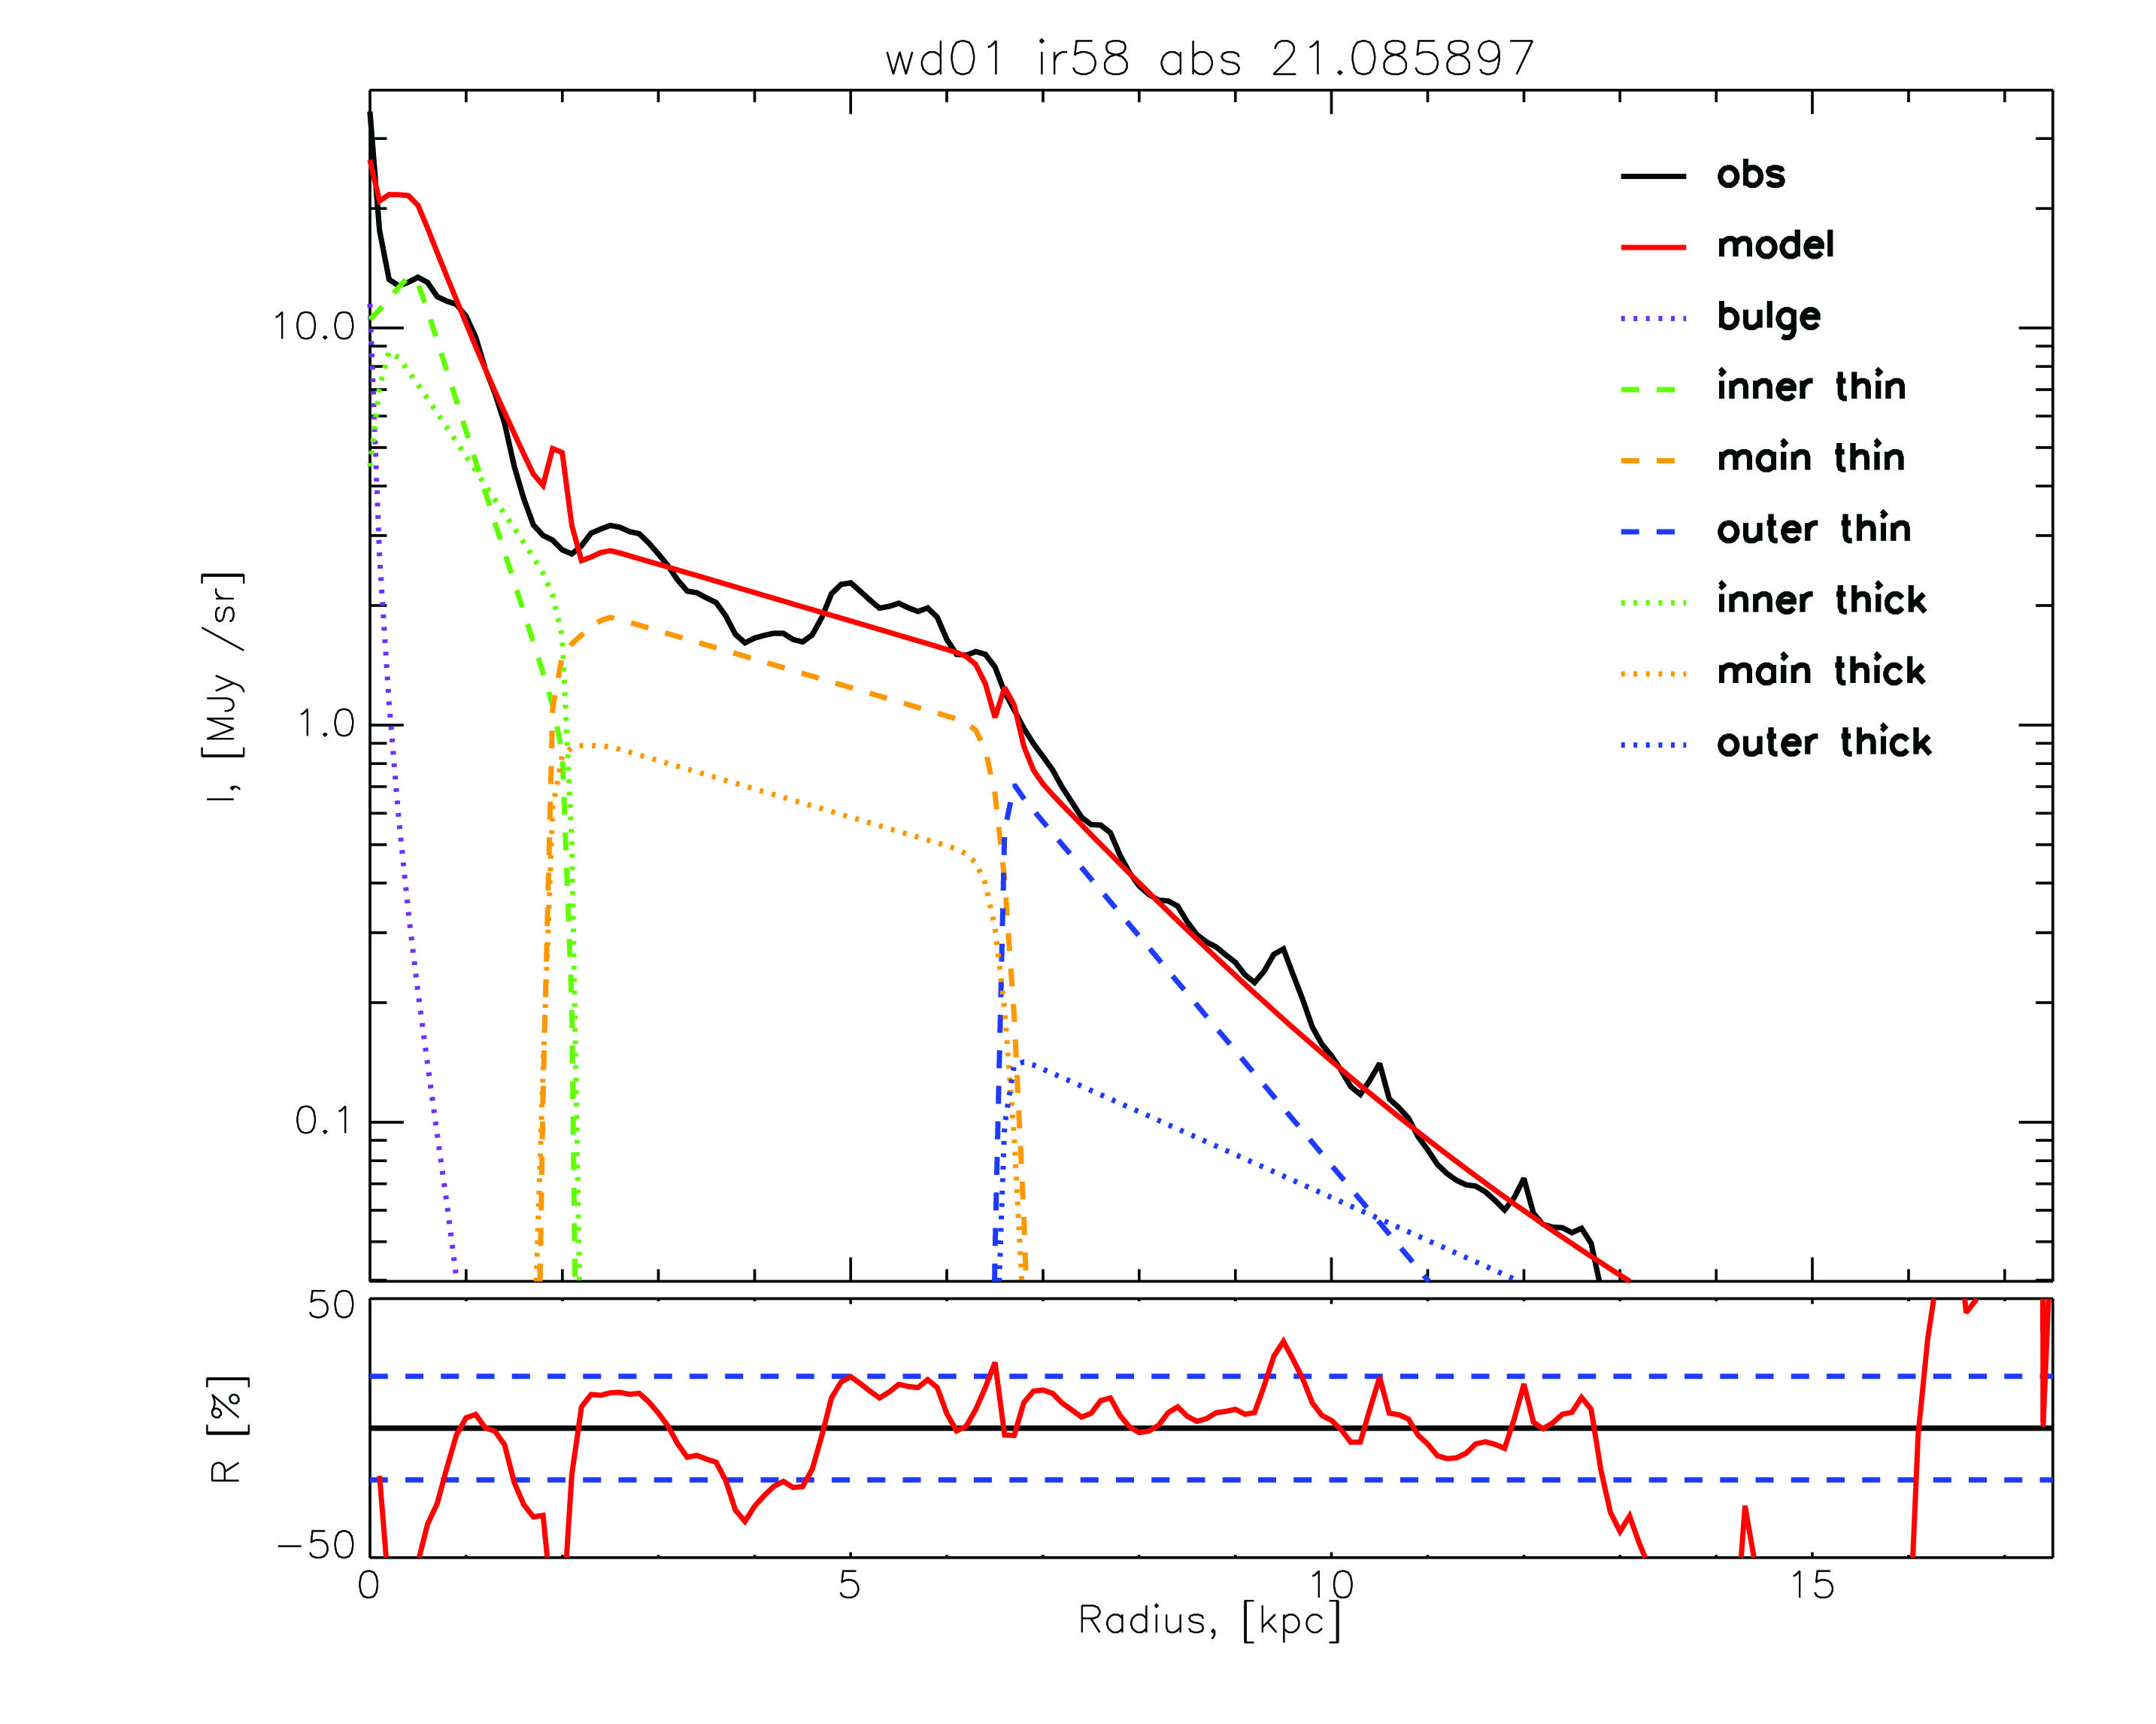 wd01 ir58 abs 21.085897
obs
model
bulge
inner thin
main thin
outer thin
inner thick
main thick
outer thick
10.0
1.0
0.1
I, [MJy /sr]
50
-50
R [%]
0 5 10 15
Radius, [kpc]